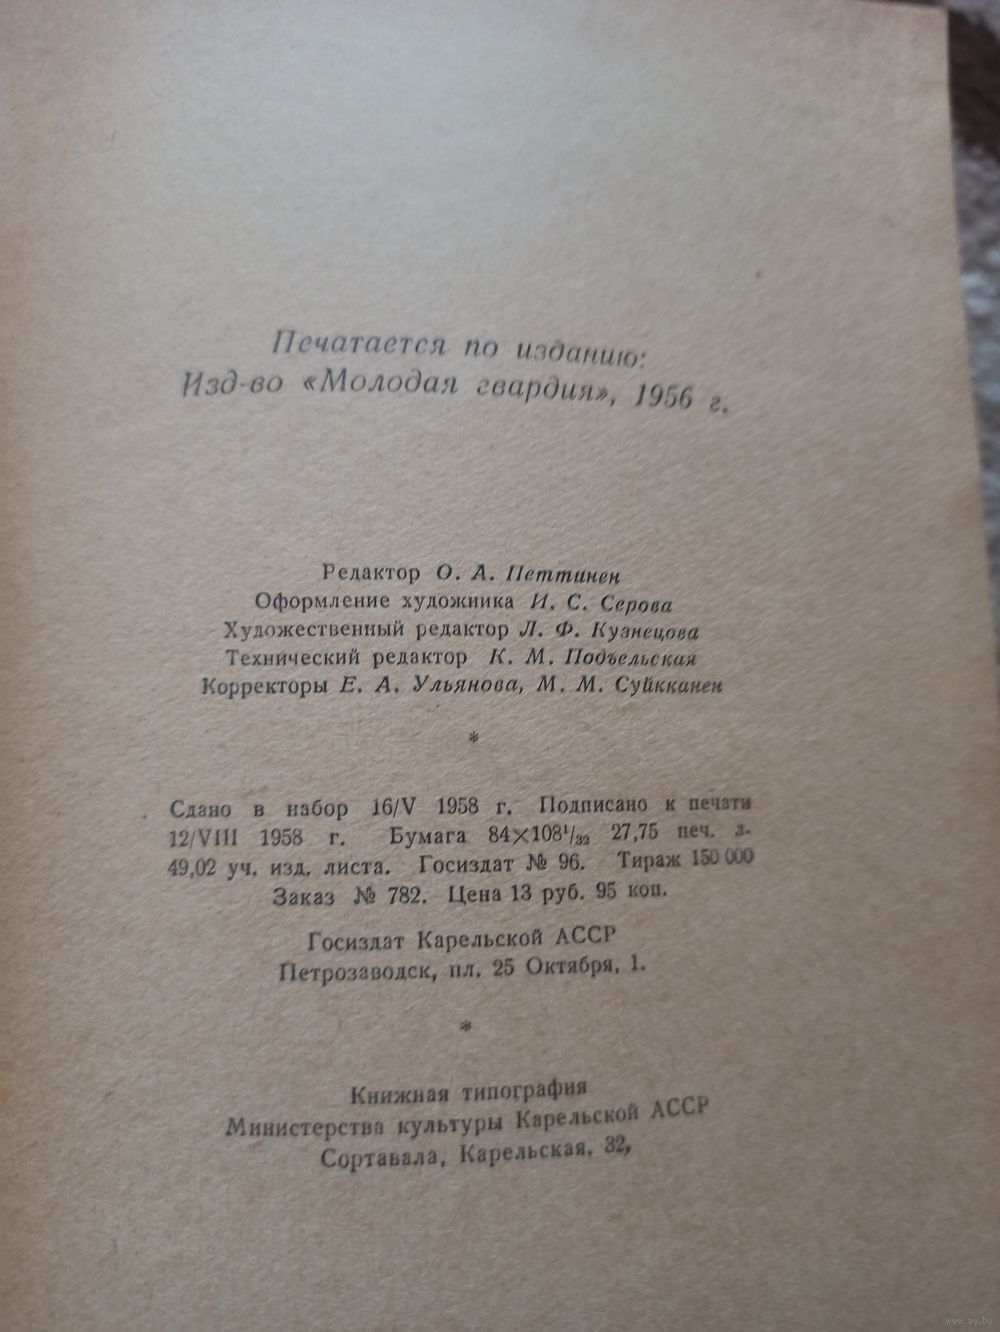 Печатается по изданию:
Изд-во «Молодая гвардия», 1956 г.
Редактор О. А. Петтинен
Оформление художника И. С. Серова
Художественный редактор Л. Ф. Кузнецова
Технический редактор К. М. Подъельская
Корректоры Е. А. Ульянова, М. М. Суйкканен
*
Сдано в набор 16/V 1958 г. Подписано к печати
12/VIII 1958 г. Бумага 84×108¹/₃₂ 27,75 печ. л.
49,02 уч. изд. листа. Госиздат № 96. Тираж 150 000
Заказ № 782. Цена 13 руб. 95 коп.
Госиздат Карельской АССР
Петрозаводск, пл. 25 Октября, 1.
*
Книжная типография
Министерства культуры Карельской АССР
Сортавала, Карельская. 32,
www.ay.by